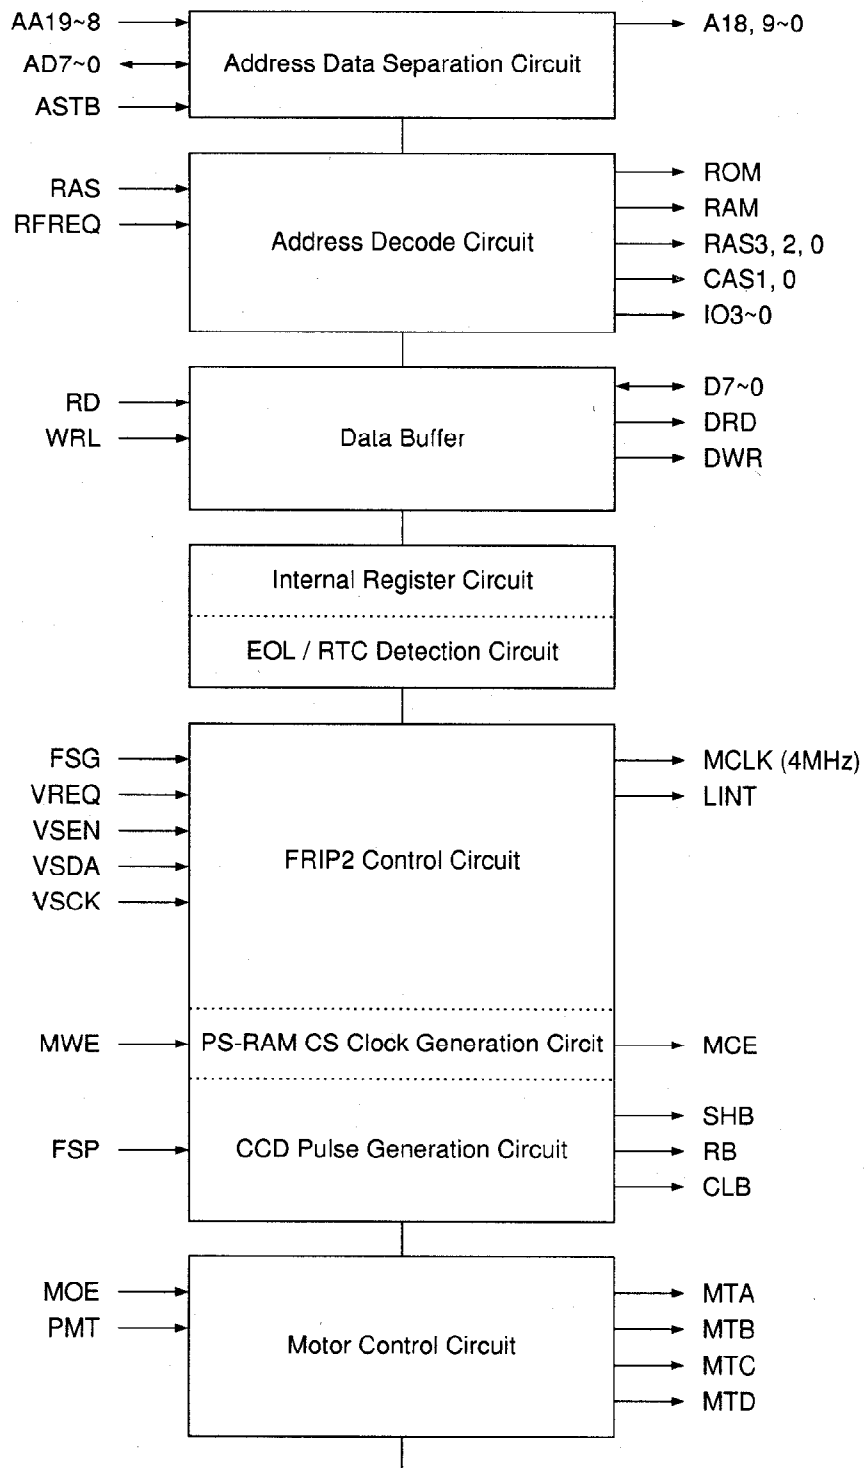 AA19~8
A18, 9~0
AD7~0
Address Data Separation Circuit
ASTB
RAS
ROM
RFREQ
RAM
Address Decode Circuit
RAS3, 2, 0
CAS1, 0
IO3~0
RD
D7~0
WRL
Data Buffer
DRD
DWR
Internal Register Circuit
EOL / RTC Detection Circuit
FSG
MCLK (4MHz)
VREQ
LINT
VSEN
VSDA
FRIP2 Control Circuit
VSCK
MWE
PS-RAM CS Clock Generation Circit
MCE
SHB
FSP
CCD Pulse Generation Circuit
RB
CLB
MOE
MTA
PMT
MTB
Motor Control Circuit
MTC
MTD